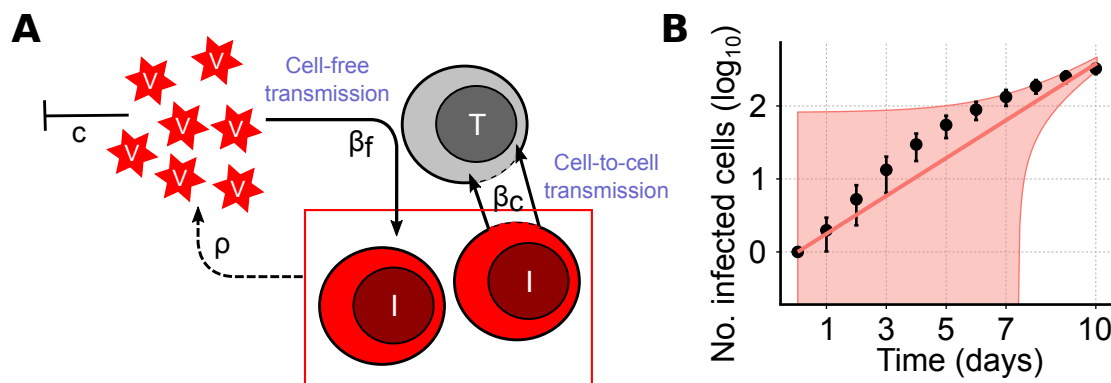 A
V
V
V
V
V
V
V
c
Cell-free
transmission
βf
T
Cell-to-cell
transmission
βc
ρ
I
I
B
No. infected cells (log10)
2
1
0
1
3
5
7
10
Time (days)